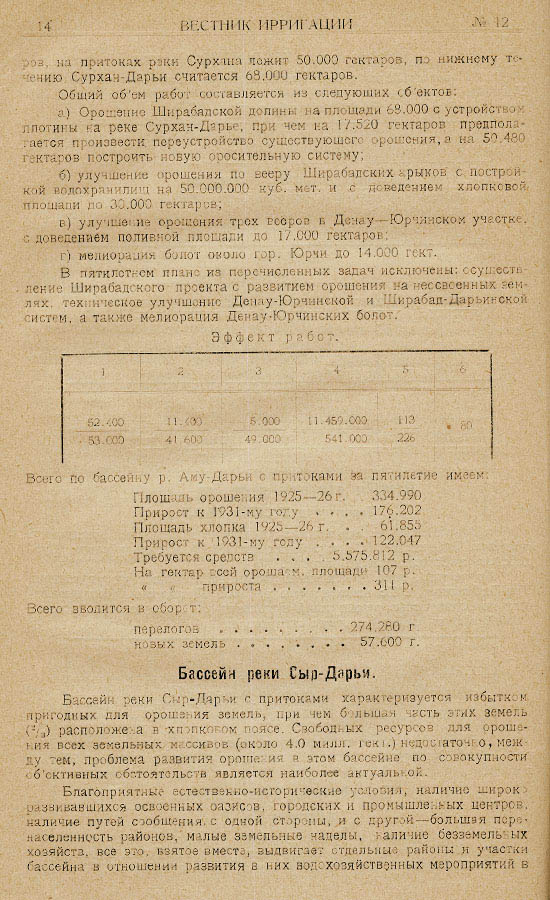 14 ВЕСТНИК ИРРИГАЦИИ № 12
ров, на притоках реки Сурхана лежит 50.000 гектаров, по нижнему те-
чению Сурхан-Дарьи считается 68.000 гектаров.
Общий об'ем работ составляется из следующих об'ектов:
а) Орошение Ширабадской долины на площади 68.000 с устройством
плотины на реке Сурхан-Дарье, при чем на 17.520 гектаров предпола-
гается произвести переустройство существующего орошения, а на 50.480
гектаров построить новую оросительную систему;
б) улучшение орошения по вееру Ширабадских арыков с построй-
кой водохранилищ на 50.000.000 куб. мет. и с доведением хлопковой
площади до 30.000 гектаров;
в) улучшение орошения трех вееров в Денау—Юрчинском участке,
с доведением поливной площади до 17.000 гектаров;
г) мелиорация болот около гор. Юрчи до 14.000 гект.
В пятилетнем плане из перечисленных задач исключены: осуществ-
ление Ширабадского проекта с развитием орошения на неосвоенных зем-
лях, техническое улучшение Денау-Юрчинской и Ширабад-Дарьинской
систем, а также мелиорация Денау-Юрчинских болот.
Эффект работ.
1 2 3 4 5 6
52.400 11.400 5.000 11.459.000 113 80
53.000 41 600 49.000 541.000 226
Всего по бассейну р. Аму-Дарьи с притоками за пятилетие имеем:
Площадь орошения 1925—26 г. 334.990
Прирост к 1931-му году . . . 176.202
Площадь хлопка 1925—26 г. . 61.855
Прирост к 1931-му году . . . . 122.047
Требуется средств . . . . 5.575.812 р.
На гектар всей орошаем. площади 107 р.
„ „ прироста . . . . . . . 311 р.
Всего вводится в оборот:
перелогов . . . . . . . . 274.280 г
новых земель . . . . . . . 57.600 г.
Бассейн реки Сыр-Дарьи.
Бассейн реки Сыр-Дарьи с притоками характеризуется избытком
пригодных для орошения земель, при чем большая часть этих земель
расположена в хлопковом поясе. Свободных ресурсов для ороше-
ния всех земельных массивов (около 4.0 милл. гект.) недостаточно, меж-
ду тем, проблема развития орошения в этом бассейне по совокупности
об'ективных обстоятельств является наиболее актуальной.
Благоприятные естественно-исторические условия, наличие широко
развивавшихся освоенных оазисов, городских и промышленных центров,
наличие путей сообщения, с одной стороны, и с другой—большая пере-
населенность районов, малые земельные наделы, наличие безземельных
хозяйств, все это, взятое вместе, выдвигает отдельные районы и участки
бассейна в отношении развития в них водохозяйственных мероприятий в